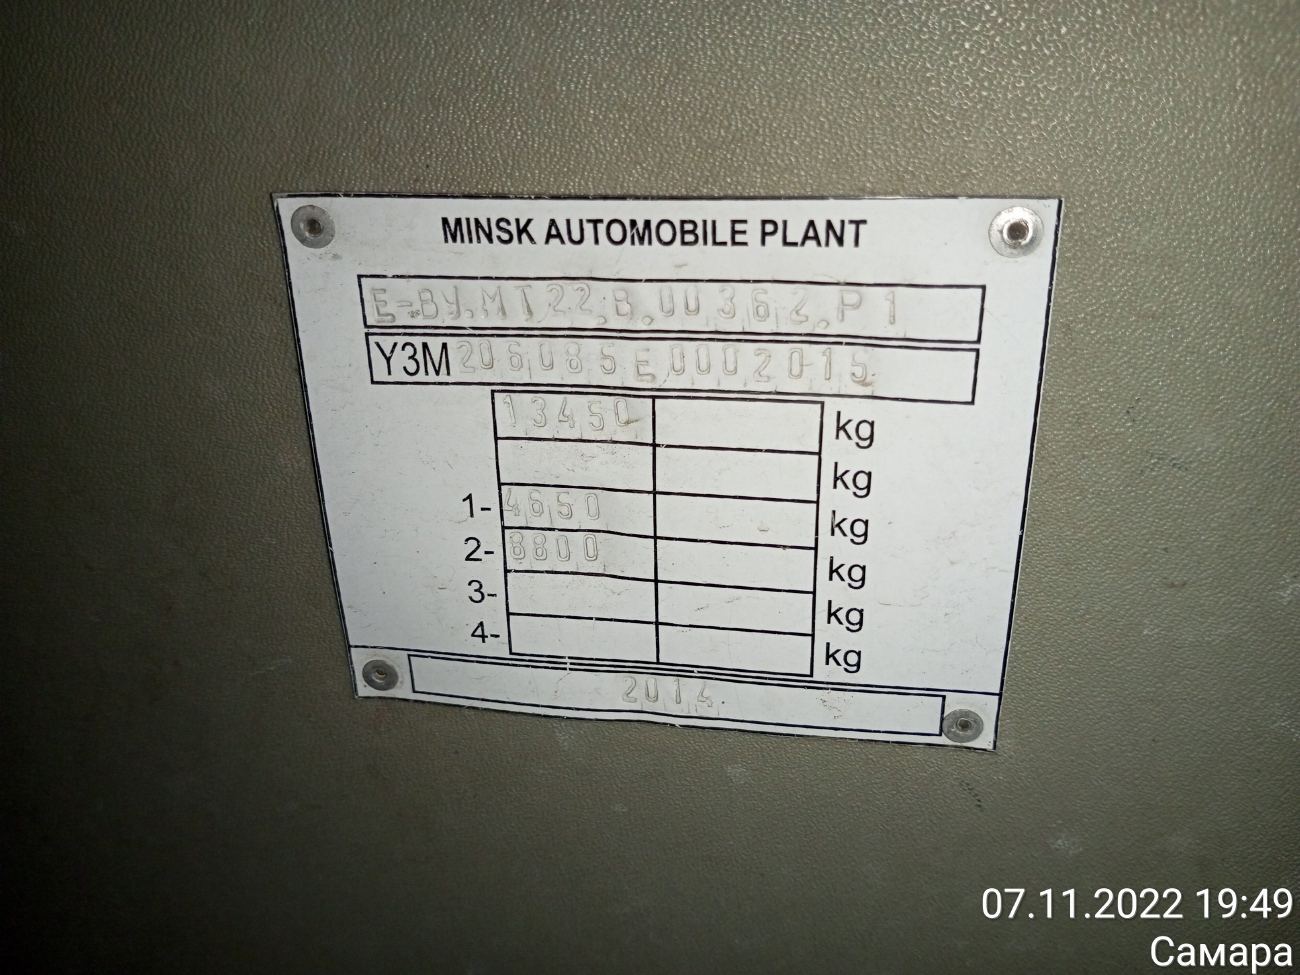 MINSK AUTOMOBILE PLANT
E-BY.MT22.B.00362.P1
Y3M206085E0002015
13450 kg
kg
1- 4650 kg
2- 8800 kg
3- kg
4- kg
2014
07.11.2022 19:49
Самара